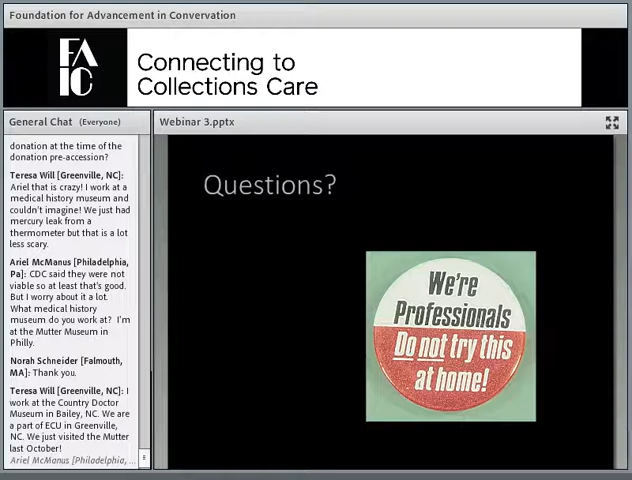 Foundation for Advancement in Convervation
FA
IC
Connecting to
Collections Care
General Chat (Everyone)
donation at the time of the
donation pre-accession?
Teresa Will [Greenville, NC]:
Ariel that is crazy! I work at a
medical history museum and
couldn't imagine! We just had
mercury leak from a
thermometer but that is a lot
less scary.
Ariel McManus [Philadelphia,
Pa]: CDC said they were not
viable so at least that's good.
But I worry about it a lot.
What medical history
museum do you work at? I'm
at the Mutter Museum in
Philly.
Norah Schneider [Falmouth,
MA]: Thank you.
Teresa Will [Greenville, NC]: I
work at the Country Doctor
Museum in Bailey, NC. We are
a part of ECU in Greenville,
NC. We just visited the Mutter
last October!
Ariel McManus [Philadelphia, ...
Webinar 3.pptx
Questions?
We're
Professionals
Do not try this
at home!